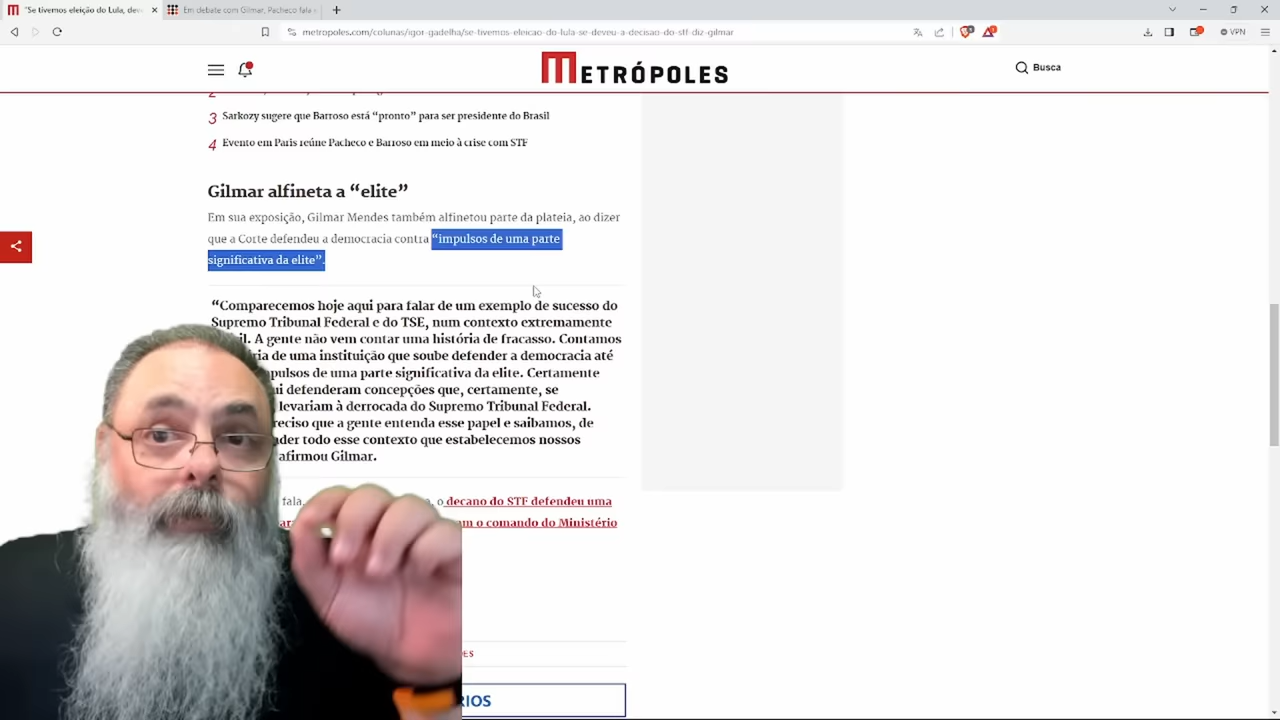 "Se tivemos eleição do Lula, dev
Em debate com Gilmar, Pacheco fala
metropoles.com/colunas/igor-gadelha/se-tivemos-eleicao-do-lula-se-deveu-a-decisao-do-stf-diz-gilmar
VPN
METRÓPOLES
Busca
2
3 Sarkozy sugere que Barroso está “pronto” para ser presidente do Brasil
4 Evento em Paris reúne Pacheco e Barroso em meio à crise com STF
Gilmar alfineta a “elite”
Em sua exposição, Gilmar Mendes também alfinetou parte da plateia, ao dizer
que a Corte defendeu a democracia contra “impulsos de uma parte
significativa da elite”.
“Comparecemos hoje aqui para falar de um exemplo de sucesso do
Supremo Tribunal Federal e do TSE, num contexto extremamente
il. A gente não vem contar uma história de fracasso. Contamos
ria de uma instituição que soube defender a democracia até
pulsos de uma parte significativa da elite. Certamente
ui defenderam concepções que, certamente, se
levariam à derrocada do Supremo Tribunal Federal.
reciso que a gente entenda esse papel e saibamos, de
der todo esse contexto que estabelecemos nossos
afirmou Gilmar.
fala, o decano do STF defendeu uma
m o comando do Ministério
ES
RIOS